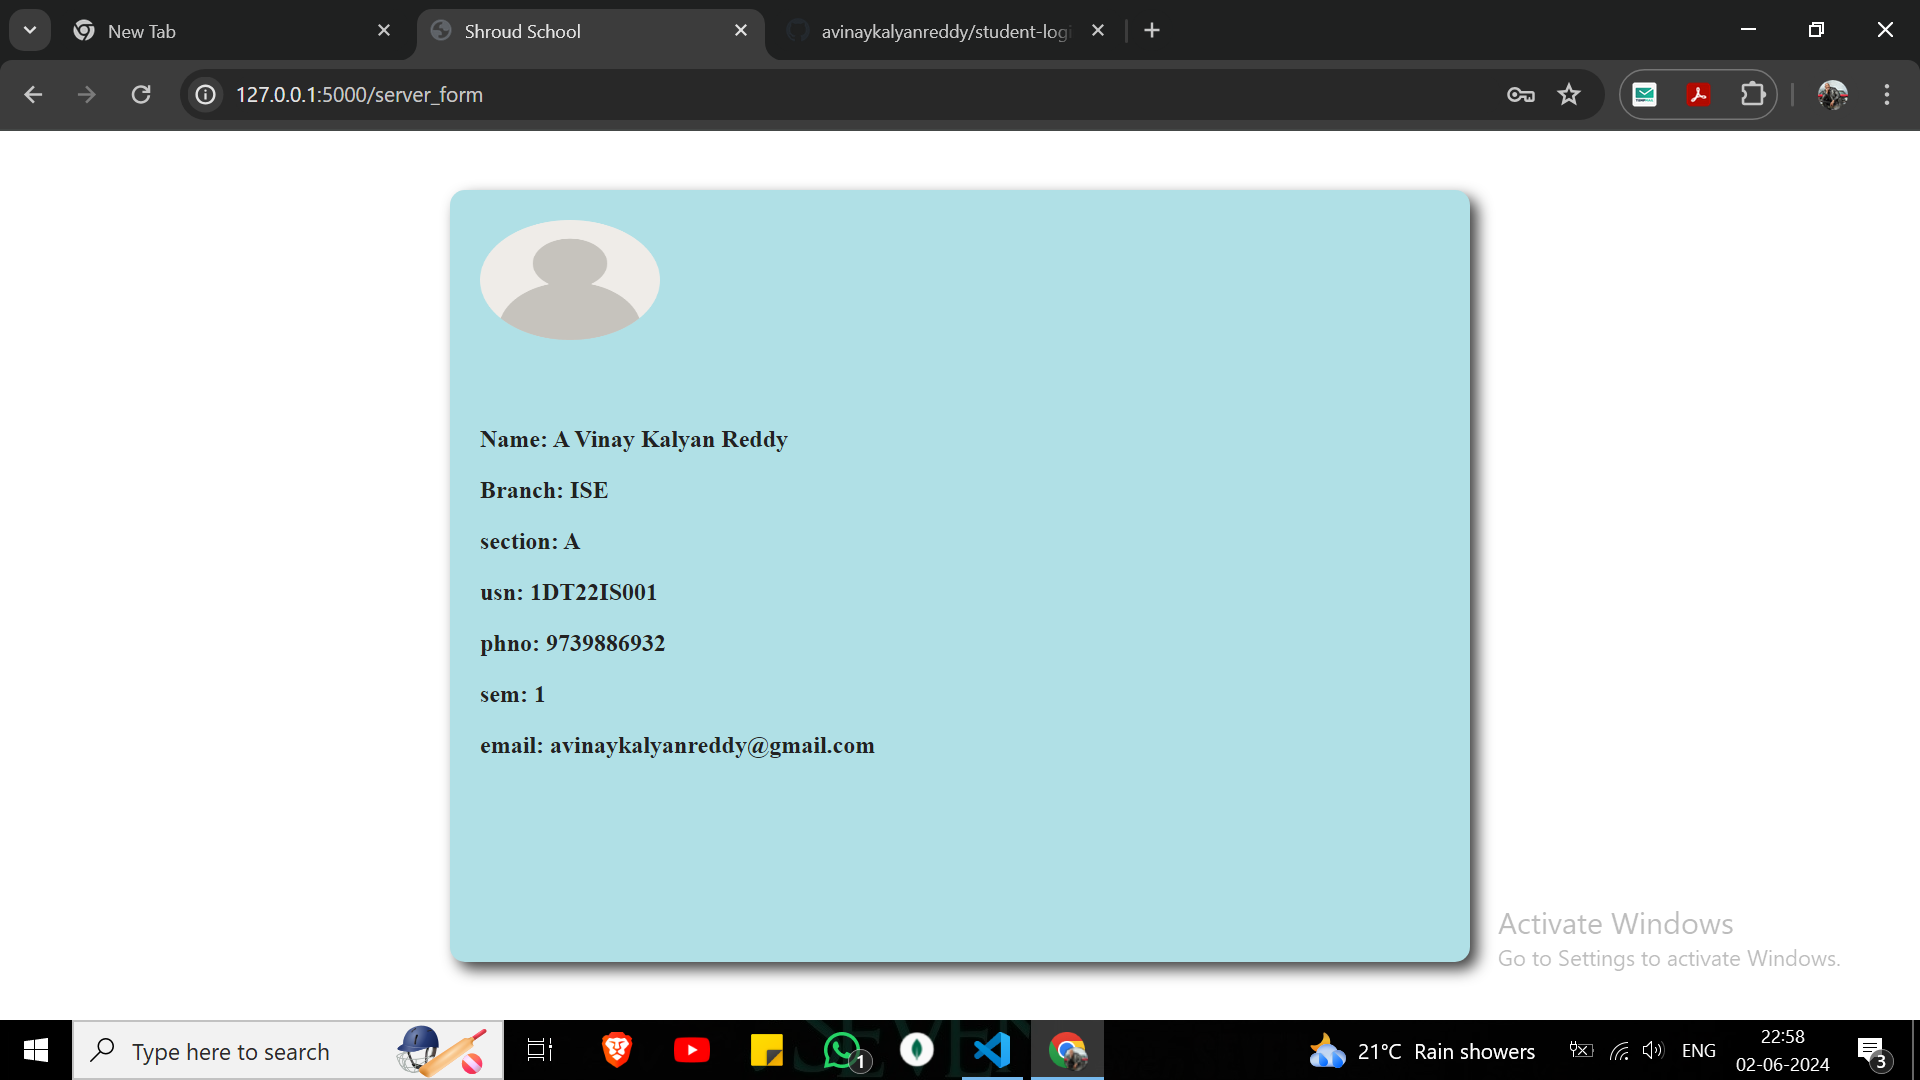 New Tab
Shroud School
avinaykalyanreddy/student-logi
127.0.0.1:5000/server_form
Name: A Vinay Kalyan Reddy
Branch: ISE
section: A
usn: 1DT22IS001
phno: 9739886932
sem: 1
email: avinaykalyanreddy@gmail.com
Activate Windows
Go to Settings to activate Windows.
Type here to search
SEVEN
1
21°C Rain showers
ENG
22:58
02-06-2024
3